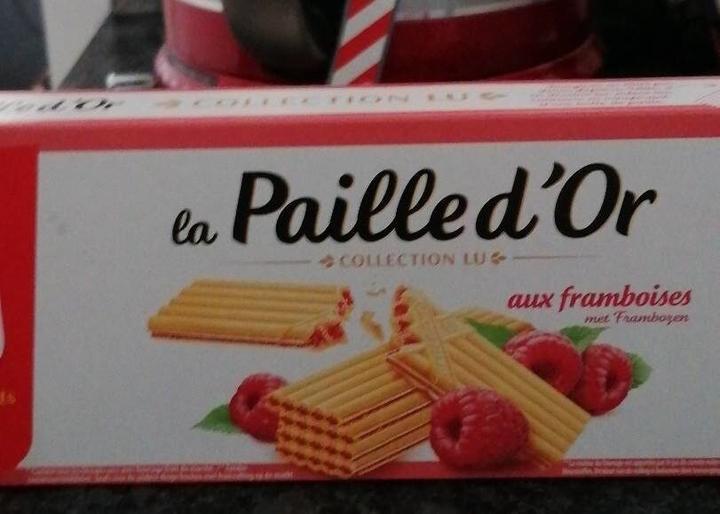 d'Or COLLECTION LU
la Paille d'Or
COLLECTION LU
aux framboises
met Frambozen